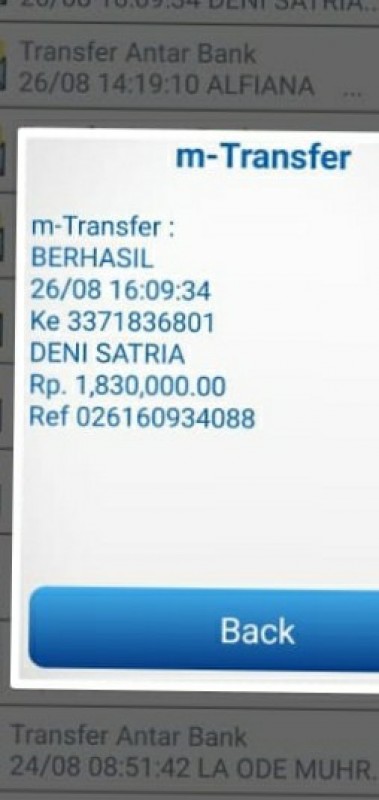 26/08 16:09:34 DENI SATRIA...
Transfer Antar Bank
26/08 14:19:10 ALFIANA ...
m-Transfer
m-Transfer :
BERHASIL
26/08 16:09:34
Ke 3371836801
DENI SATRIA
Rp. 1,830,000.00
Ref 026160934088
Back
Transfer Antar Bank
24/08 08:51:42 LA ODE MUHR.